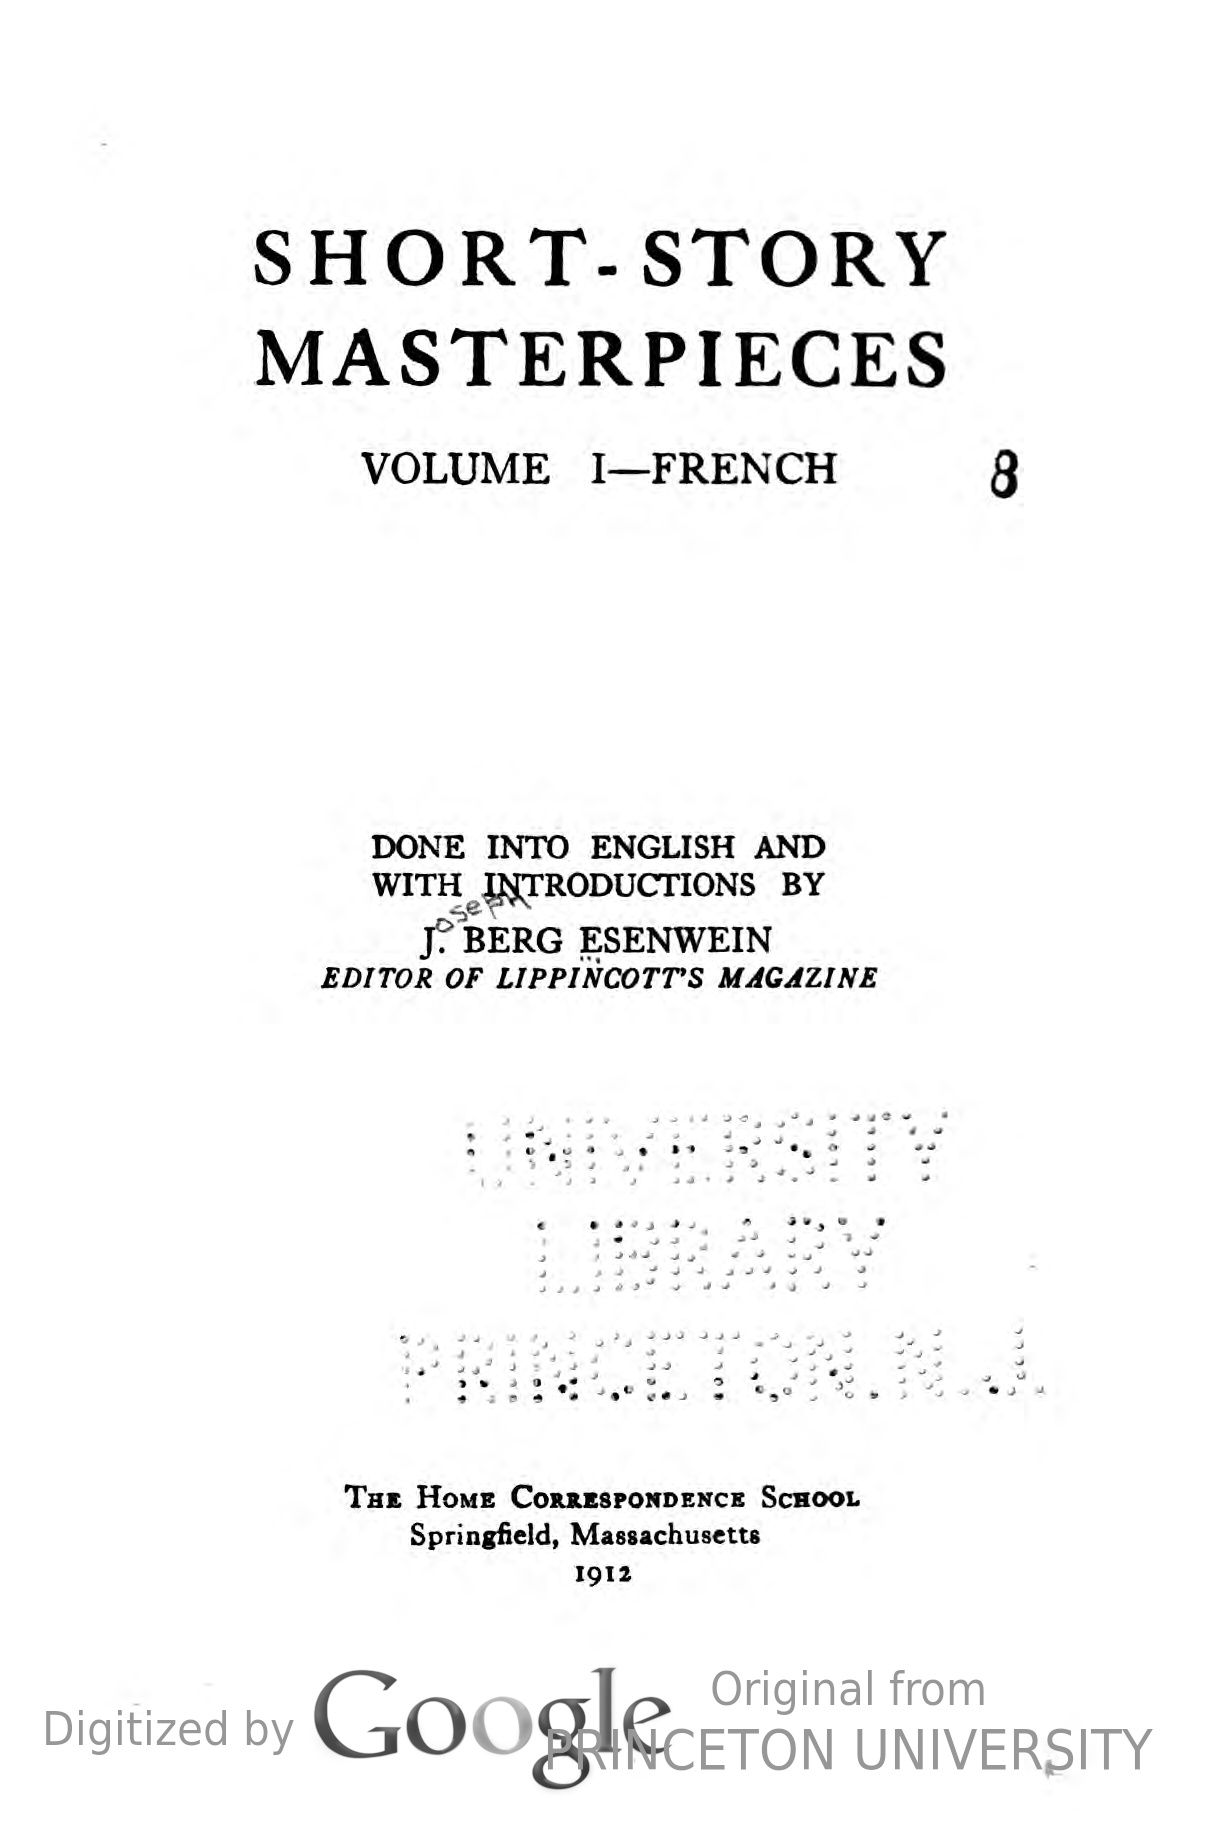 SHORT-STORY
MASTERPIECES
VOLUME I—FRENCH 8
DONE INTO ENGLISH AND
WITH INTRODUCTIONS BY
oseph
J. BERG ESENWEIN
EDITOR OF LIPPINCOTT'S MAGAZINE
UNIVERSITY
LIBRARY
PRINCETON.N.J.
THE HOME CORRESPONDENCE SCHOOL
Springfield, Massachusetts
1912
Digitized by Google
Original from
PRINCETON UNIVERSITY